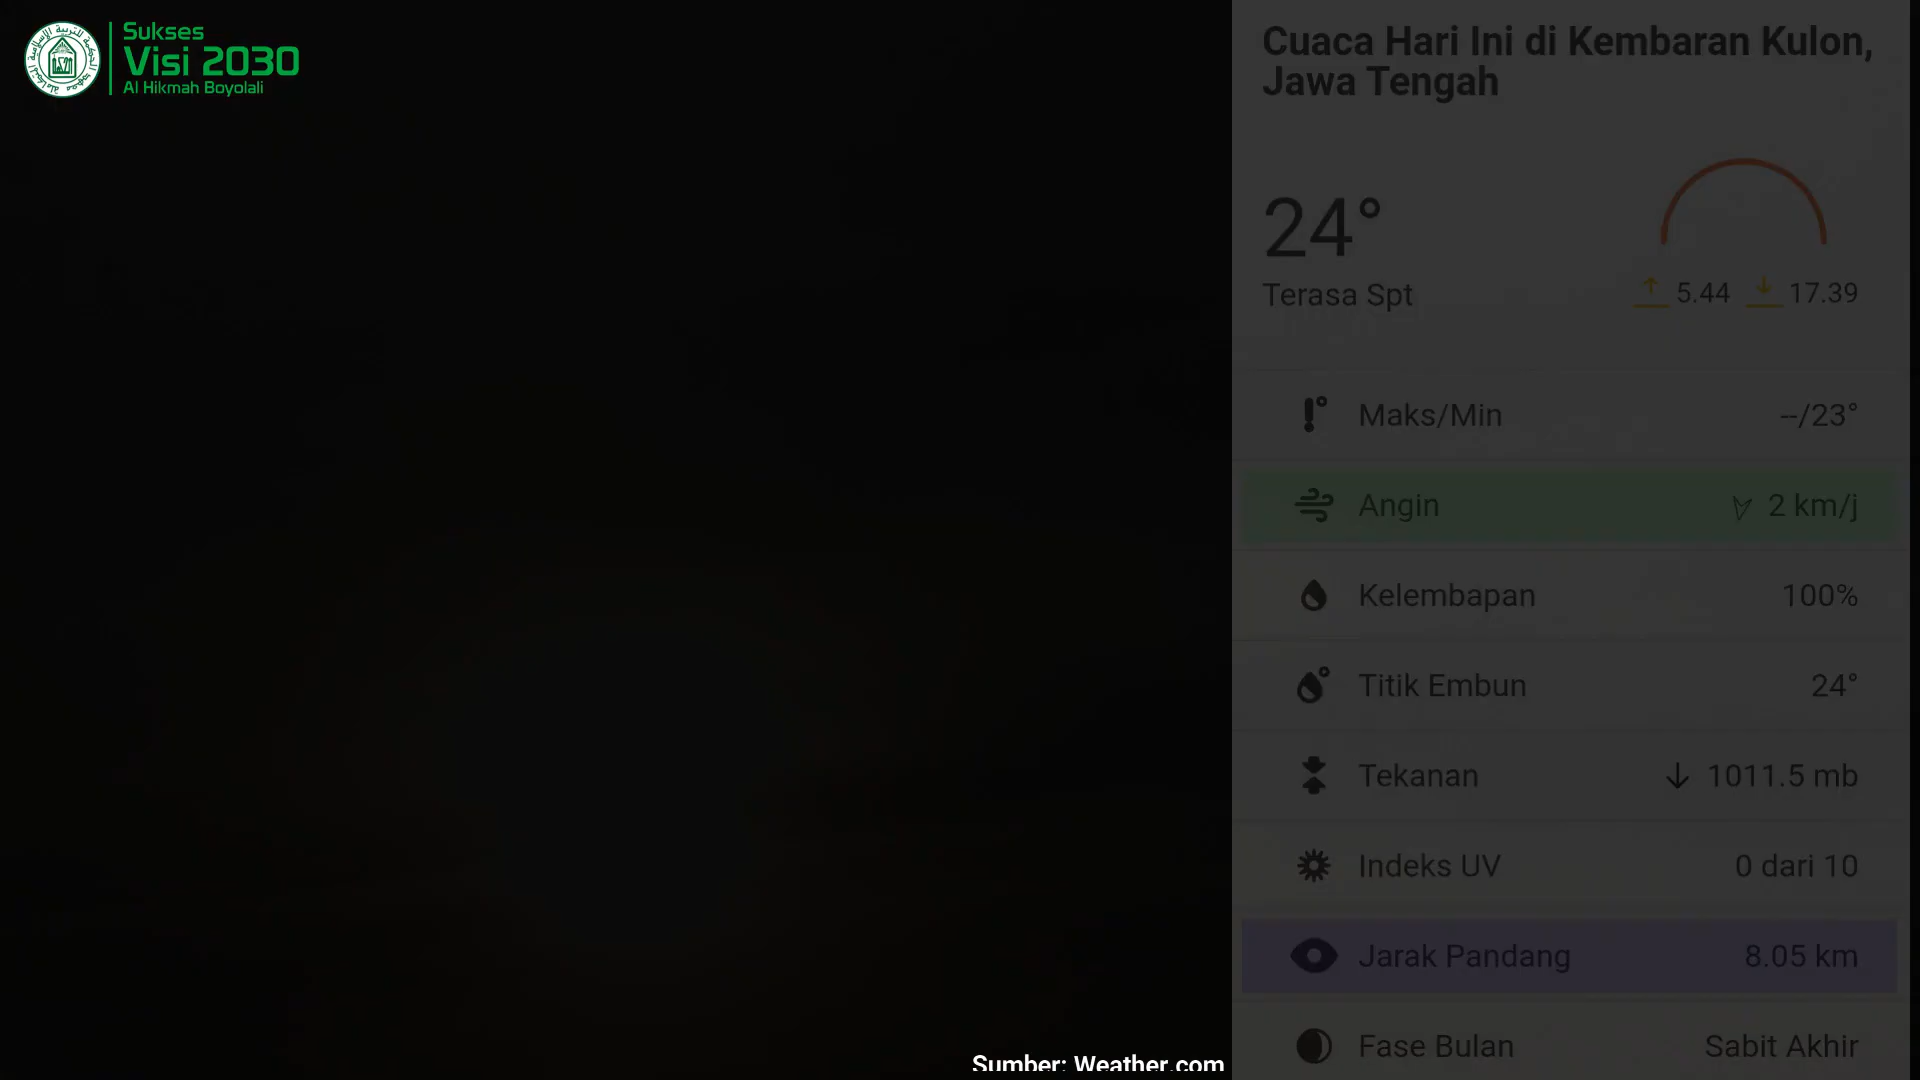 Sukses
Visi 2030
Al Hikmah Boyolali
Cuaca Hari Ini di Kembaran Kulon,
Jawa Tengah
24°
Terasa Spt
5.44 17.39
Maks/Min --/23°
Angin 2 km/j
Kelembapan 100%
Titik Embun 24°
Tekanan 1011.5 mb
Indeks UV 0 dari 10
Jarak Pandang 8.05 km
Fase Bulan Sabit Akhir
Sumber: Weather.com